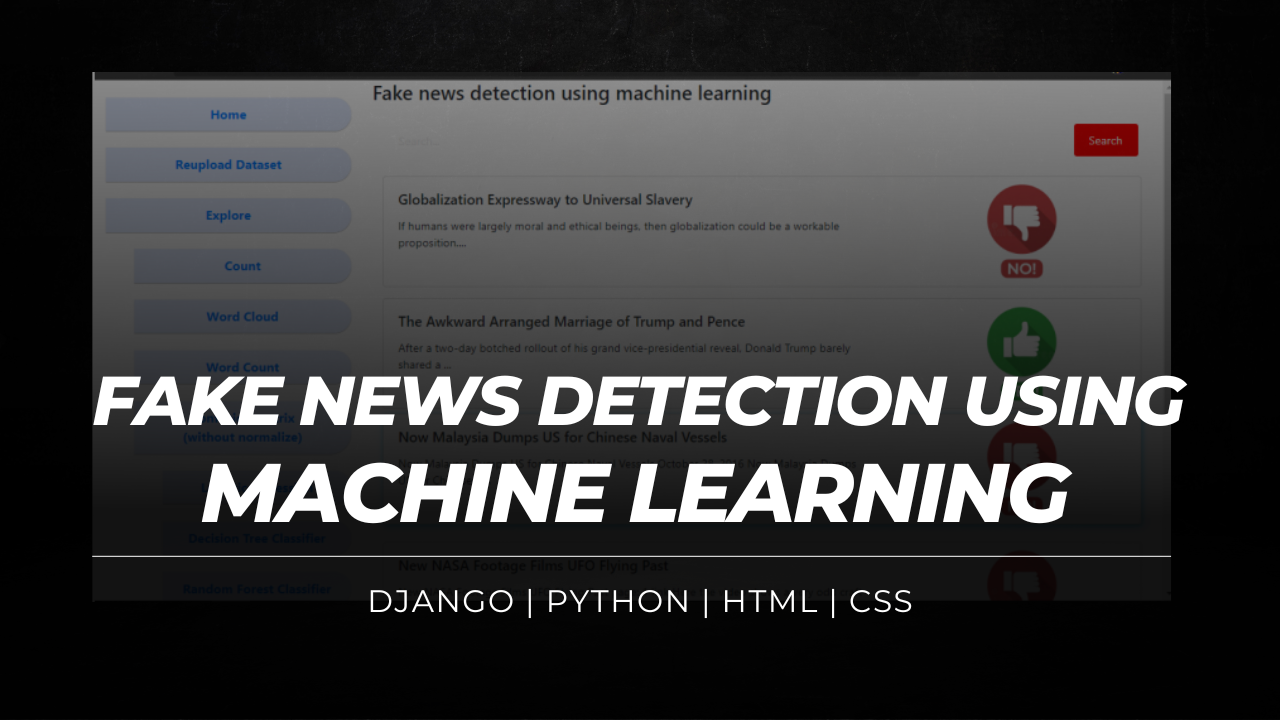 Fake news detection using machine learning
Home
Search
Reupload Dataset
Globalization Expressway to Universal Slavery
Explore
If humans were largely moral and ethical beings, then globalization could be a workable
proposition....
Count
NO!
Word Cloud
The Awkward Arranged Marriage of Trump and Pence
After a two-day botched rollout of his grand vice-presidential reveal, Donald Trump barely
shared a ...
Word Count
FAKE NEWS DETECTION USING
(without normalize)
Now Malaysia Dumps US for Chinese Naval Vessels
MACHINE LEARNING
Decision Tree Classifier
New NASA Footage Films UFO Flying Past
Random Forest Classifier
DJANGO | PYTHON | HTML | CSS